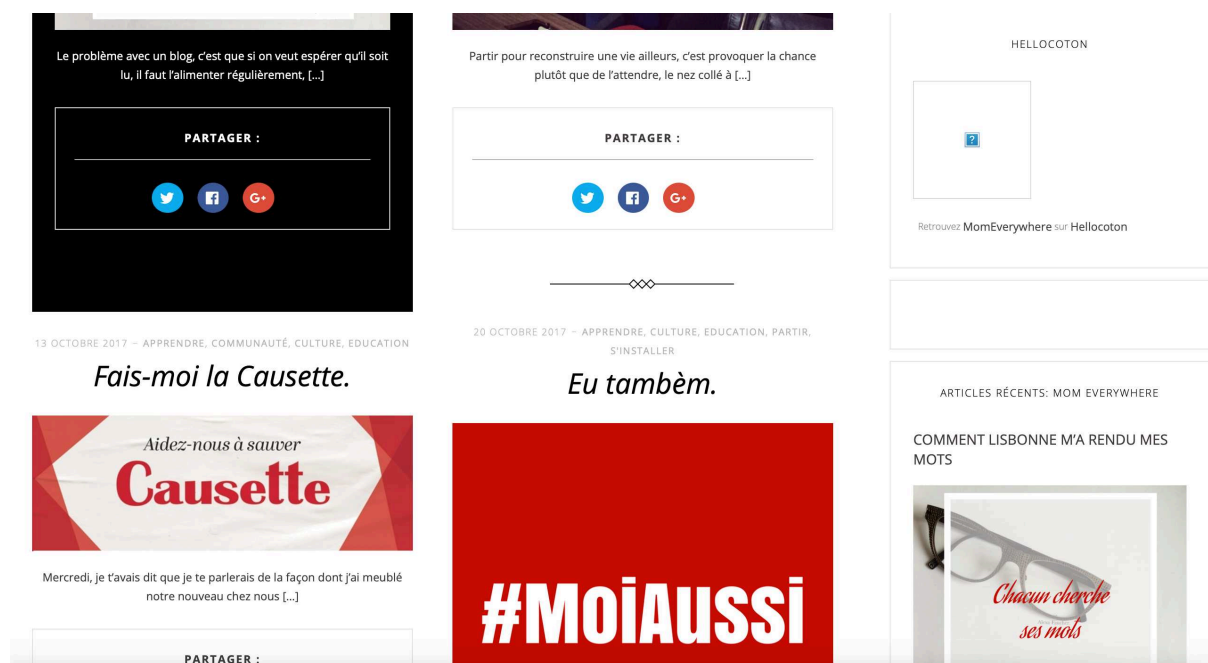 Le problème avec un blog, c’est que si on veut espérer qu’il soit
lu, il faut l’alimenter régulièrement, […]
PARTAGER :
G+
13 OCTOBRE 2017 – APPRENDRE, COMMUNAUTÉ, CULTURE, EDUCATION
Fais-moi la Causette.
Aidez-nous à sauver
Causette
Mercredi, je t’avais dit que je te parlerais de la façon dont j’ai meublé
notre nouveau chez nous […]
PARTAGER :
Partir pour reconstruire une vie ailleurs, c’est provoquer la chance
plutôt que de l’attendre, le nez collé à […]
PARTAGER :
G+
20 OCTOBRE 2017 – APPRENDRE, CULTURE, EDUCATION, PARTIR,
S'INSTALLER
Eu tambèm.
#MoiAussi
HELLOCOTON
?
Retrouvez MomEverywhere sur Hellocoton
ARTICLES RÉCENTS: MOM EVERYWHERE
COMMENT LISBONNE M’A RENDU MES
MOTS
Chacun cherche
ses mots